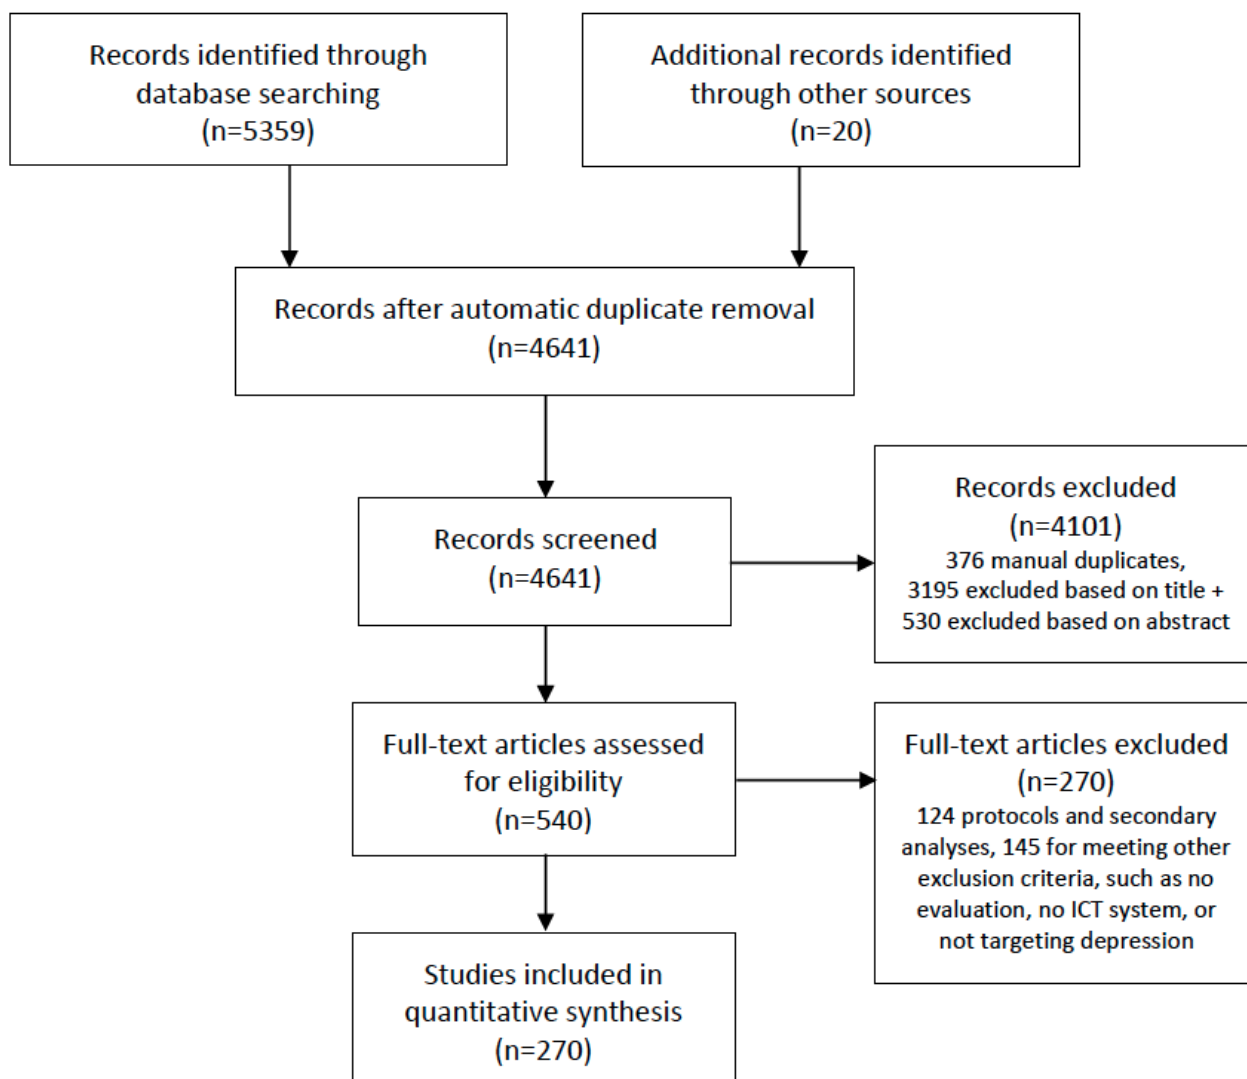 Records identified through
database searching
(n=5359)
Additional records identified
through other sources
(n=20)
Records after automatic duplicate removal
(n=4641)
Records screened
(n=4641)
Records excluded
(n=4101)
376 manual duplicates,
3195 excluded based on title +
530 excluded based on abstract
Full-text articles assessed
for eligibility
(n=540)
Full-text articles excluded
(n=270)
124 protocols and secondary
analyses, 145 for meeting other
exclusion criteria, such as no
evaluation, no ICT system, or
not targeting depression
Studies included in
quantitative synthesis
(n=270)